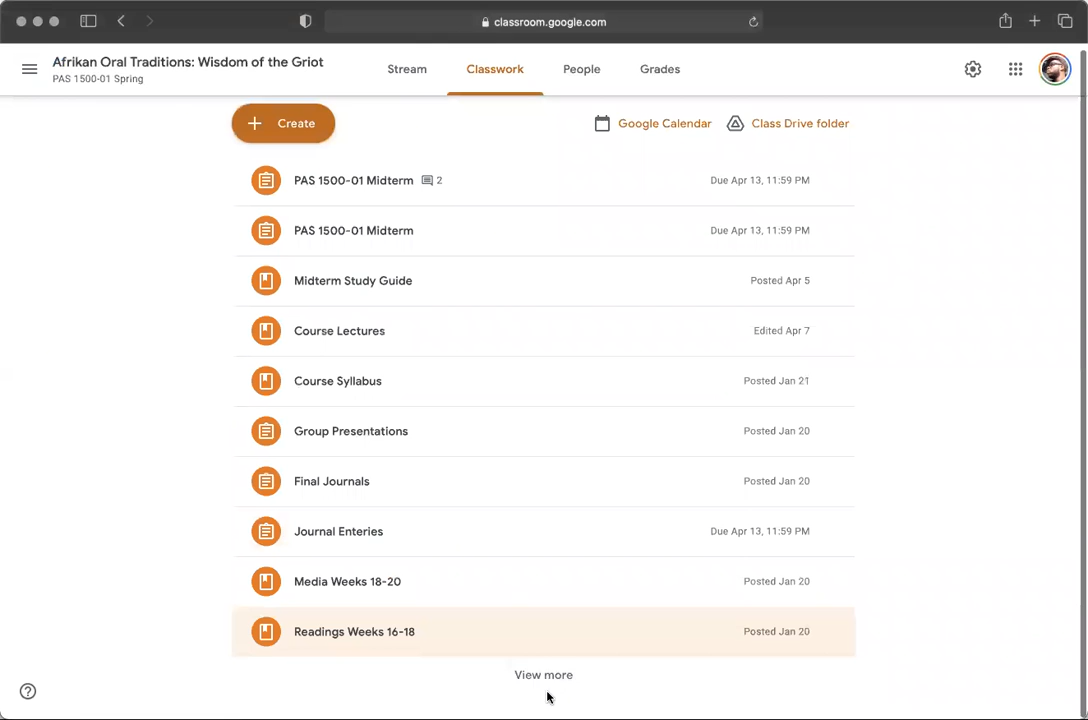 classroom.google.com
Afrikan Oral Traditions: Wisdom of the Griot
PAS 1500-01 Spring
Stream
Classwork
People
Grades
Create
Google Calendar
Class Drive folder
PAS 1500-01 Midterm 2 Due Apr 13, 11:59 PM
PAS 1500-01 Midterm Due Apr 13, 11:59 PM
Midterm Study Guide Posted Apr 5
Course Lectures Edited Apr 7
Course Syllabus Posted Jan 21
Group Presentations Posted Jan 20
Final Journals Posted Jan 20
Journal Enteries Due Apr 13, 11:59 PM
Media Weeks 18-20 Posted Jan 20
Readings Weeks 16-18 Posted Jan 20
View more